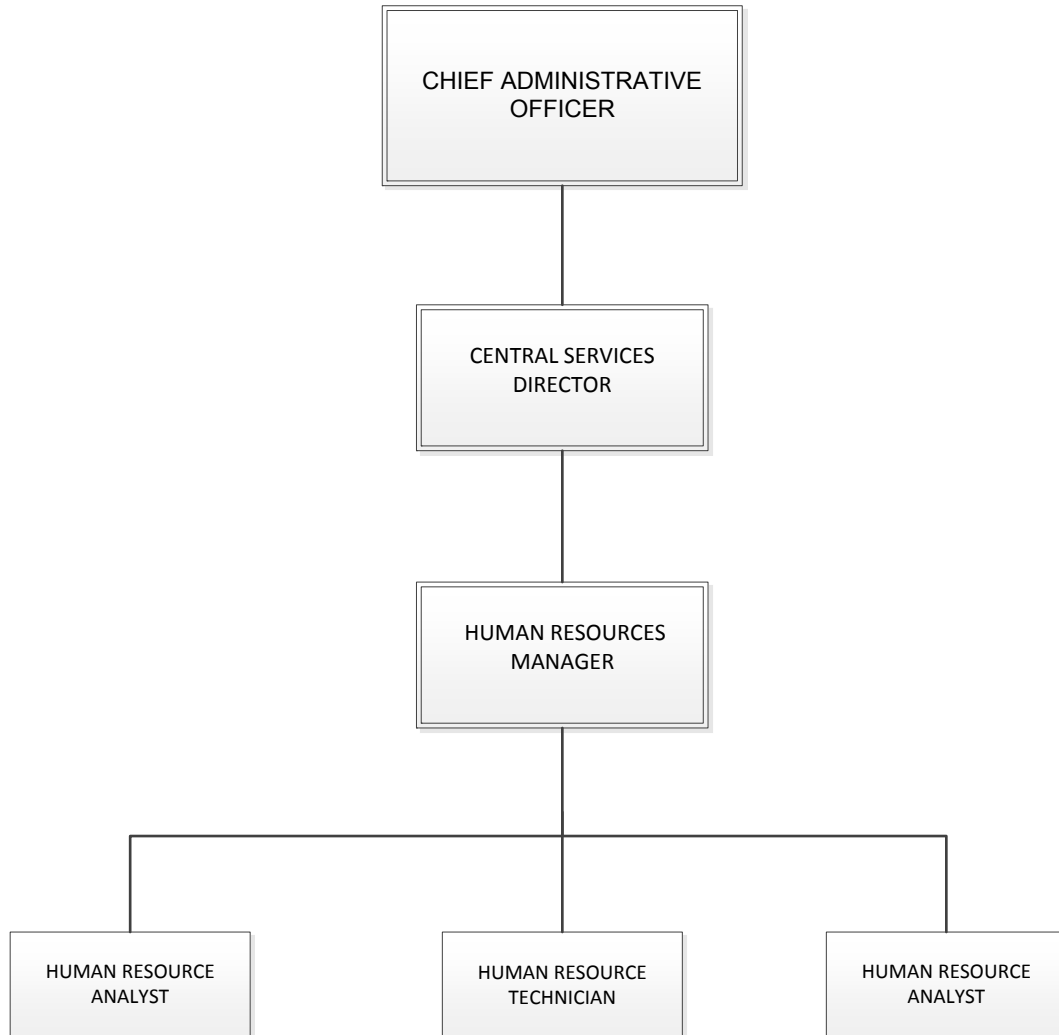 CHIEF ADMINISTRATIVE
OFFICER
CENTRAL SERVICES
DIRECTOR
HUMAN RESOURCES
MANAGER
HUMAN RESOURCE
ANALYST
HUMAN RESOURCE
TECHNICIAN
HUMAN RESOURCE
ANALYST